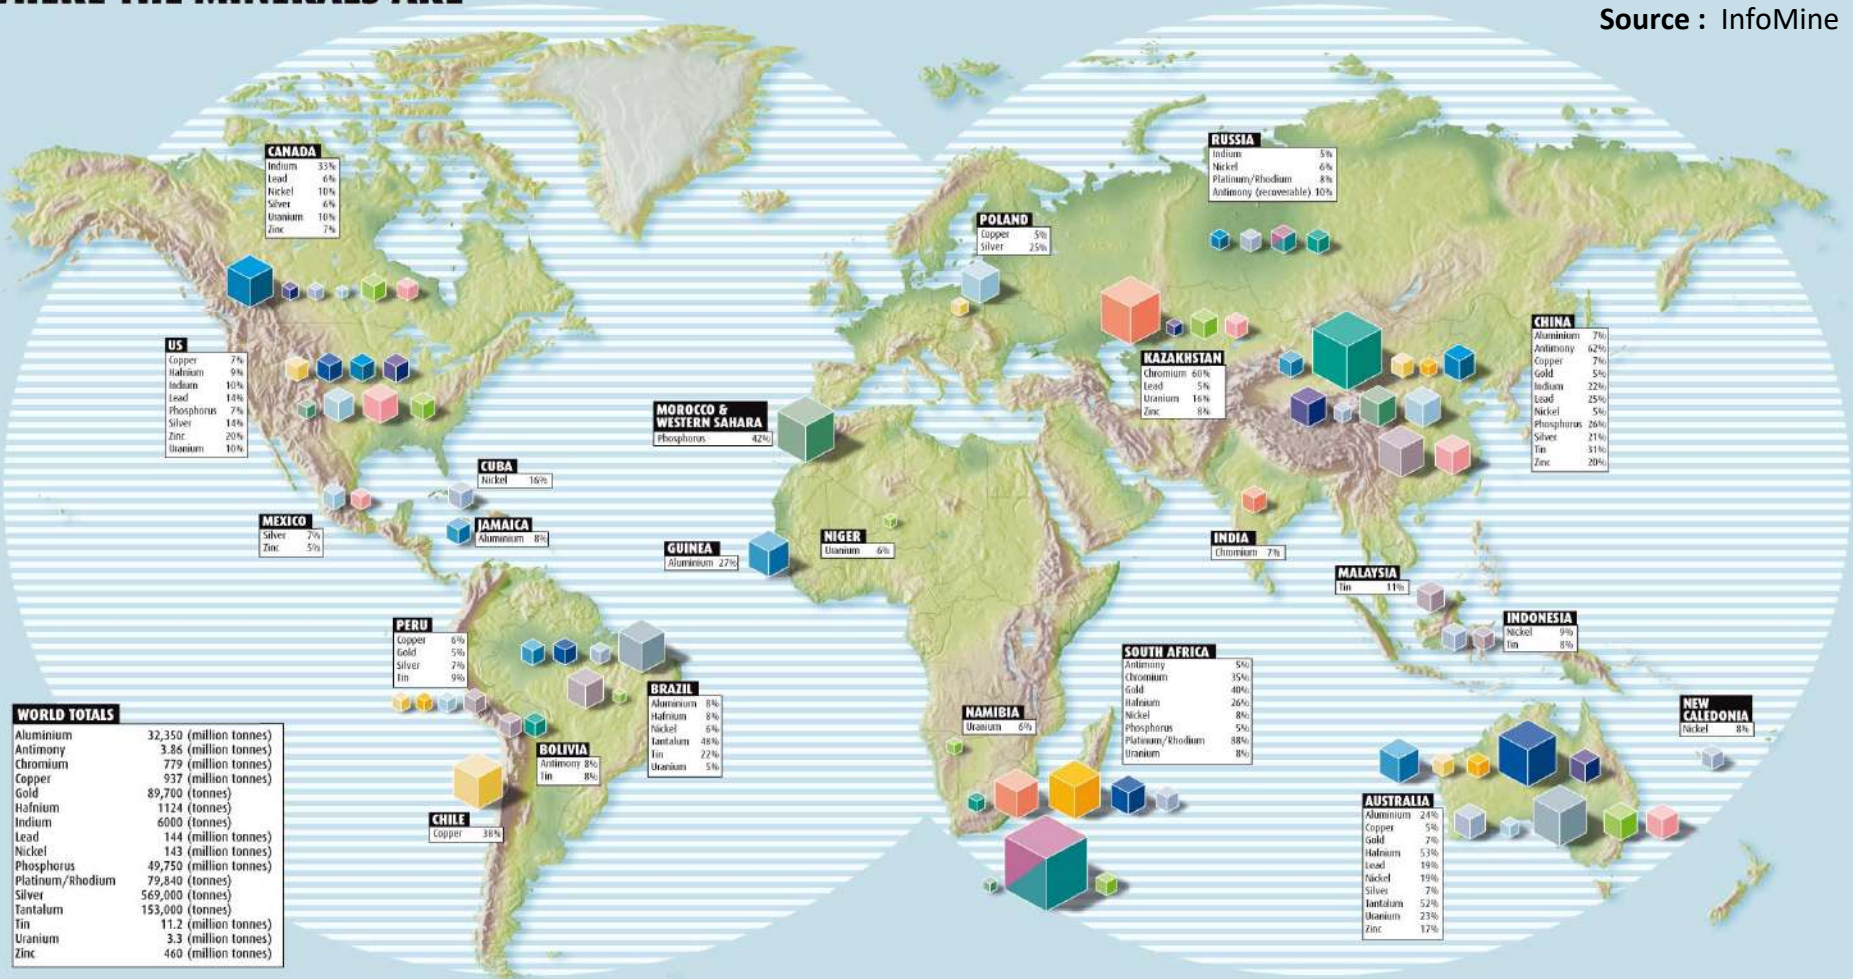 WHERE THE MINERALS ARE
Source : InfoMine
CANADA
Indium 33%
Lead 6%
Nickel 10%
Silver 6%
Uranium 10%
Zinc 7%
RUSSIA
Indium 5%
Nickel 6%
Platinum/Rhodium 8%
Antimony (recoverable) 10%
POLAND
Copper 5%
Silver 25%
US
Copper 7%
Hafnium 9%
Indium 10%
Lead 14%
Phosphorus 7%
Silver 14%
Zinc 20%
Uranium 10%
KAZAKHSTAN
Chromium 60%
Lead 5%
Uranium 16%
Zinc 8%
CHINA
Aluminium 7%
Antimony 62%
Copper 7%
Gold 5%
Indium 22%
Lead 25%
Nickel 5%
Phosphorus 26%
Silver 21%
Tin 31%
Zinc 20%
MOROCCO &
WESTERN SAHARA
Phosphorus 42%
CUBA
Nickel 16%
MEXICO
Silver 7%
Zinc 5%
JAMAICA
Aluminium 8%
GUINEA
Aluminium 27%
NIGER
Uranium 6%
INDIA
Chromium 7%
MALAYSIA
Tin 11%
INDONESIA
Nickel 9%
Tin 8%
PERU
Copper 6%
Gold 5%
Silver 7%
Tin 9%
BRAZIL
Aluminium 8%
Hafnium 8%
Nickel 6%
Tantalum 48%
Tin 22%
Uranium 5%
BOLIVIA
Antimony 8%
Tin 8%
CHILE
Copper 38%
NAMIBIA
Uranium 6%
SOUTH AFRICA
Antimony 5%
Chromium 35%
Gold 40%
Hafnium 26%
Nickel 8%
Phosphorus 5%
Platinum/Rhodium 88%
Uranium 8%
NEW
CALEDONIA
Nickel 8%
AUSTRALIA
Aluminium 24%
Copper 5%
Gold 7%
Hafnium 53%
Lead 19%
Nickel 19%
Silver 7%
Tantalum 52%
Uranium 23%
Zinc 17%
WORLD TOTALS
Aluminium 32,350 (million tonnes)
Antimony 3.86 (million tonnes)
Chromium 779 (million tonnes)
Copper 937 (million tonnes)
Gold 89,700 (tonnes)
Hafnium 1124 (tonnes)
Indium 6000 (tonnes)
Lead 144 (million tonnes)
Nickel 143 (million tonnes)
Phosphorus 49,750 (million tonnes)
Platinum/Rhodium 79,840 (tonnes)
Silver 569,000 (tonnes)
Tantalum 153,000 (tonnes)
Tin 11.2 (million tonnes)
Uranium 3.3 (million tonnes)
Zinc 460 (million tonnes)